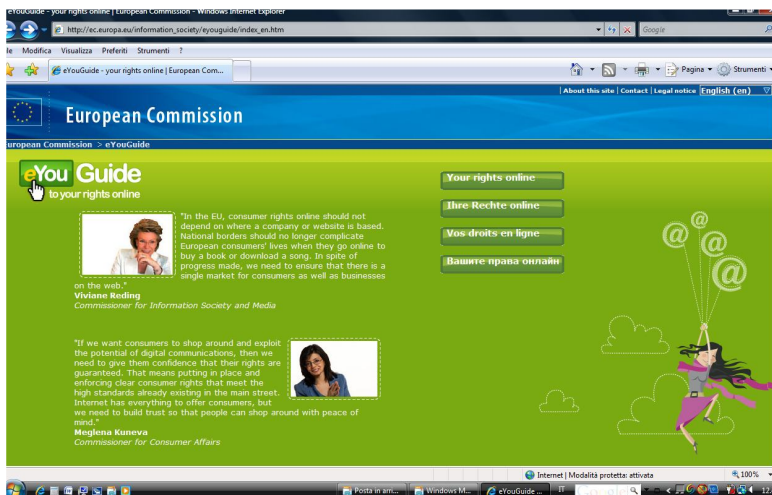 eYouGuide - your rights online | European Commission - Windows Internet Explorer
http://ec.europa.eu/information_society/eyouguide/index_en.htm
Google
Modifica Visualizza Preferiti Strumenti ?
eYouGuide - your rights online | European Com...
Pagina Strumenti
| About this site | Contact | Legal notice English (en)
European Commission
uropean Commission > eYouGuide
eYou Guide
to your rights online
"In the EU, consumer rights online should not
depend on where a company or website is based.
National borders should no longer complicate
European consumers' lives when they go online to
buy a book or download a song. In spite of
progress made, we need to ensure that there is a
single market for consumers as well as businesses
on the web."
Viviane Reding
Commissioner for Information Society and Media
"If we want consumers to shop around and exploit
the potential of digital communications, then we
need to give them confidence that their rights are
guaranteed. That means putting in place and
enforcing clear consumer rights that meet the
high standards already existing in the main street.
Internet has everything to offer consumers, but
we need to build trust so that people can shop around with peace of
mind."
Meglena Kuneva
Commissioner for Consumer Affairs
Your rights online
Ihre Rechte online
Vos droits en ligne
Вашите права онлайн
@
@
@
@
Internet | Modalità protetta: attivata 100%
Posta in arr... Windows M... eYouGuide ... IT Google 12.